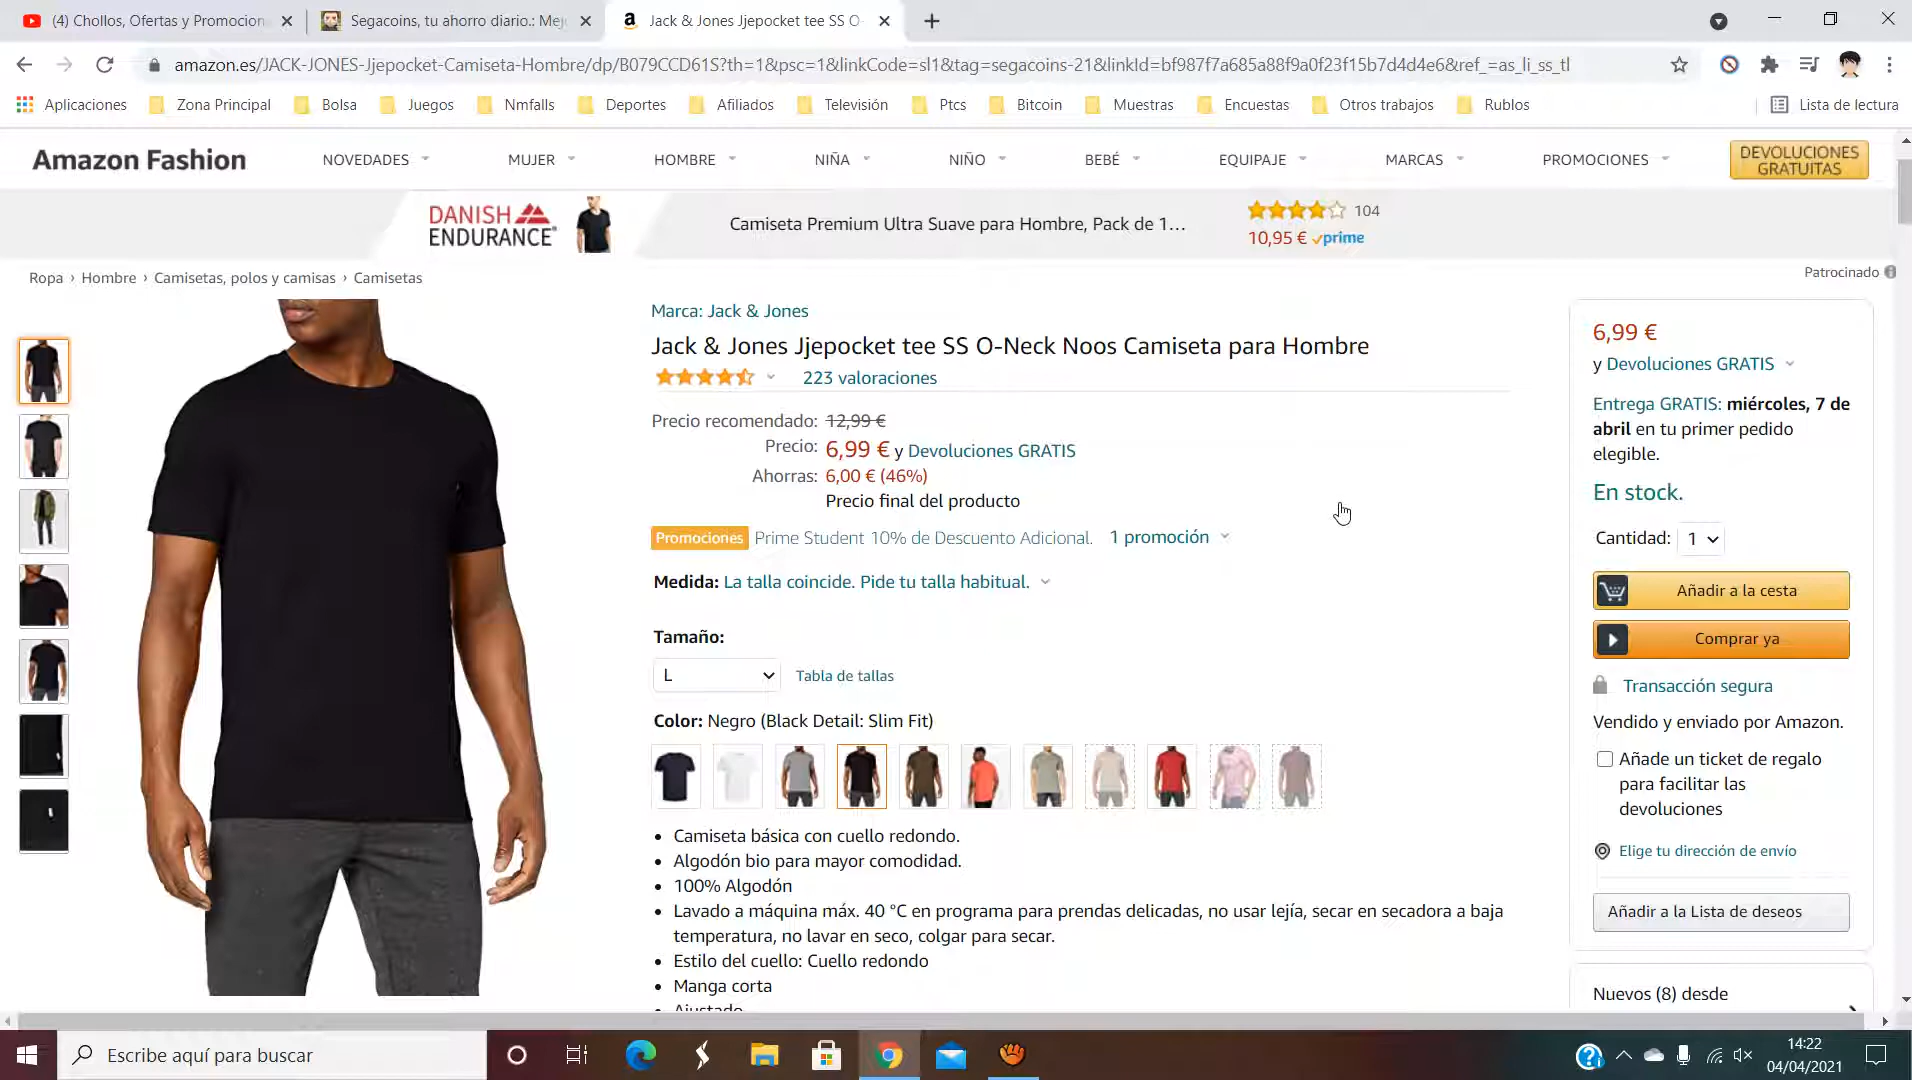 (4) Chollos, Ofertas y Promocion
Segacoins, tu ahorro diario.: Mej
Jack & Jones Jjepocket tee SS O-
amazon.es/JACK-JONES-Jjepocket-Camiseta-Hombre/dp/B079CCD61S?th=1&psc=1&linkCode=sl1&tag=segacoins-21&linkId=bf987f7a685a88f9a0f23f15b7d4d4e6&ref_=as_li_ss_tl
Aplicaciones Zona Principal Bolsa Juegos Nmfalls Deportes Afiliados Televisión Ptcs Bitcoin Muestras Encuestas Otros trabajos Rublos Lista de lectura
Amazon Fashion NOVEDADES MUJER HOMBRE NIÑA NIÑO BEBÉ EQUIPAJE MARCAS PROMOCIONES
DEVOLUCIONES
GRATUITAS
DANISH
ENDURANCE
Camiseta Premium Ultra Suave para Hombre, Pack de 1...
104
10,95 € prime
Patrocinado
Ropa › Hombre › Camisetas, polos y camisas › Camisetas
Marca: Jack & Jones
Jack & Jones Jjepocket tee SS O-Neck Noos Camiseta para Hombre
223 valoraciones
Precio recomendado: 12,99 €
Precio: 6,99 € y Devoluciones GRATIS
Ahorras: 6,00 € (46%)
Precio final del producto
Promociones Prime Student 10% de Descuento Adicional. 1 promoción
Medida: La talla coincide. Pide tu talla habitual.
Tamaño:
L Tabla de tallas
Color: Negro (Black Detail: Slim Fit)
• Camiseta básica con cuello redondo.
• Algodón bio para mayor comodidad.
• 100% Algodón
• Lavado a máquina máx. 40 °C en programa para prendas delicadas, no usar lejía, secar en secadora a baja
temperatura, no lavar en seco, colgar para secar.
• Estilo del cuello: Cuello redondo
• Manga corta
• Ajustado
6,99 €
y Devoluciones GRATIS
Entrega GRATIS: miércoles, 7 de
abril en tu primer pedido
elegible.
En stock.
Cantidad: 1
Añadir a la cesta
Comprar ya
Transacción segura
Vendido y enviado por Amazon.
Añade un ticket de regalo
para facilitar las
devoluciones
Elige tu dirección de envío
Añadir a la Lista de deseos
Nuevos (8) desde
Escribe aquí para buscar
14:22
04/04/2021